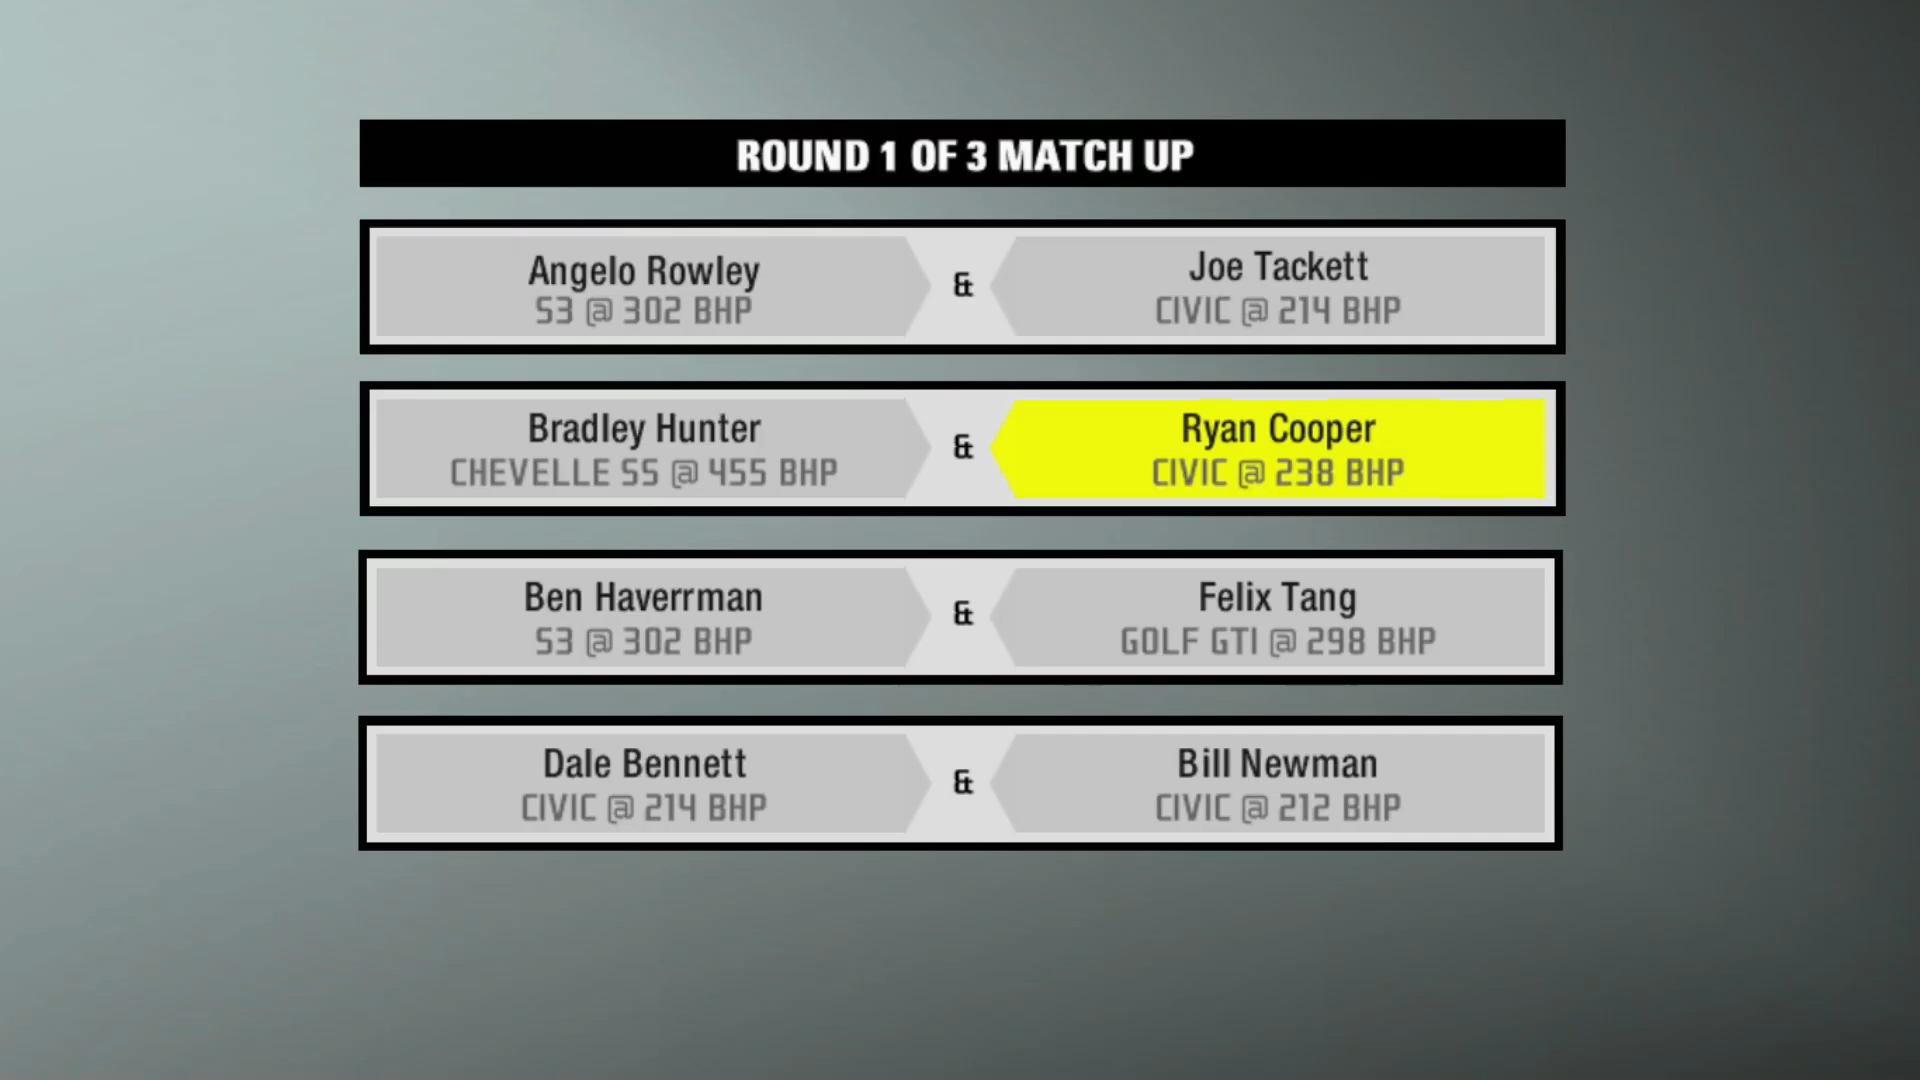 ROUND 1 OF 3 MATCH UP
Angelo Rowley
S3 @ 302 BHP
&
Joe Tackett
CIVIC @ 214 BHP
Bradley Hunter
CHEVELLE SS @ 455 BHP
&
Ryan Cooper
CIVIC @ 238 BHP
Ben Haverrman
S3 @ 302 BHP
&
Felix Tang
GOLF GTI @ 298 BHP
Dale Bennett
CIVIC @ 214 BHP
&
Bill Newman
CIVIC @ 212 BHP